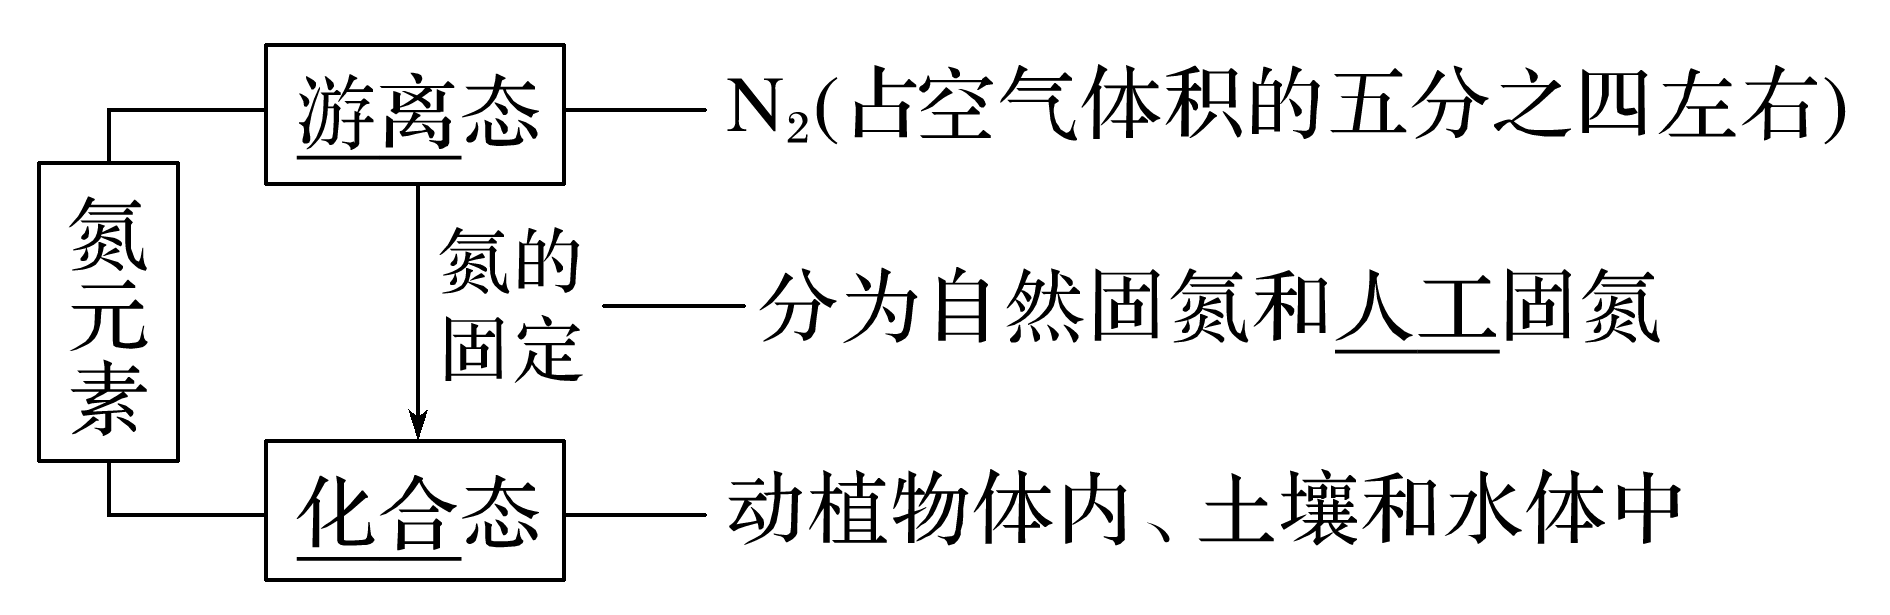 游离态
N₂(占空气体积的五分之四左右)
氮元素
氮的
固定
分为自然固氮和人工固氮
化合态
动植物体内、土壤和水体中